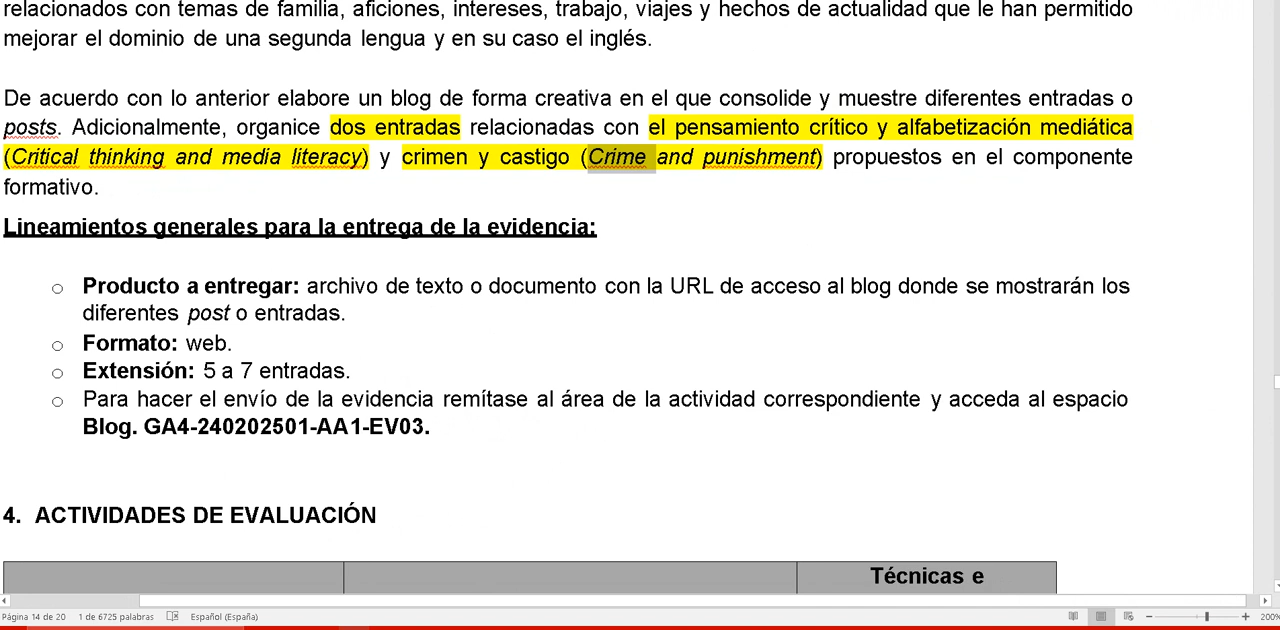 relacionados con temas de familia, aficiones, intereses, trabajo, viajes y hechos de actualidad que le han permitido
mejorar el dominio de una segunda lengua y en su caso el inglés.
De acuerdo con lo anterior elabore un blog de forma creativa en el que consolide y muestre diferentes entradas o
posts. Adicionalmente, organice dos entradas relacionadas con el pensamiento crítico y alfabetización mediática
(Critical thinking and media literacy) y crimen y castigo (Crime and punishment) propuestos en el componente
formativo.
Lineamientos generales para la entrega de la evidencia:
○ Producto a entregar: archivo de texto o documento con la URL de acceso al blog donde se mostrarán los
diferentes post o entradas.
○ Formato: web.
○ Extensión: 5 a 7 entradas.
○ Para hacer el envío de la evidencia remítase al área de la actividad correspondiente y acceda al espacio
Blog. GA4-240202501-AA1-EV03.
4. ACTIVIDADES DE EVALUACIÓN
Técnicas e
Página 14 de 20 1 de 6725 palabras Español (España) 200%